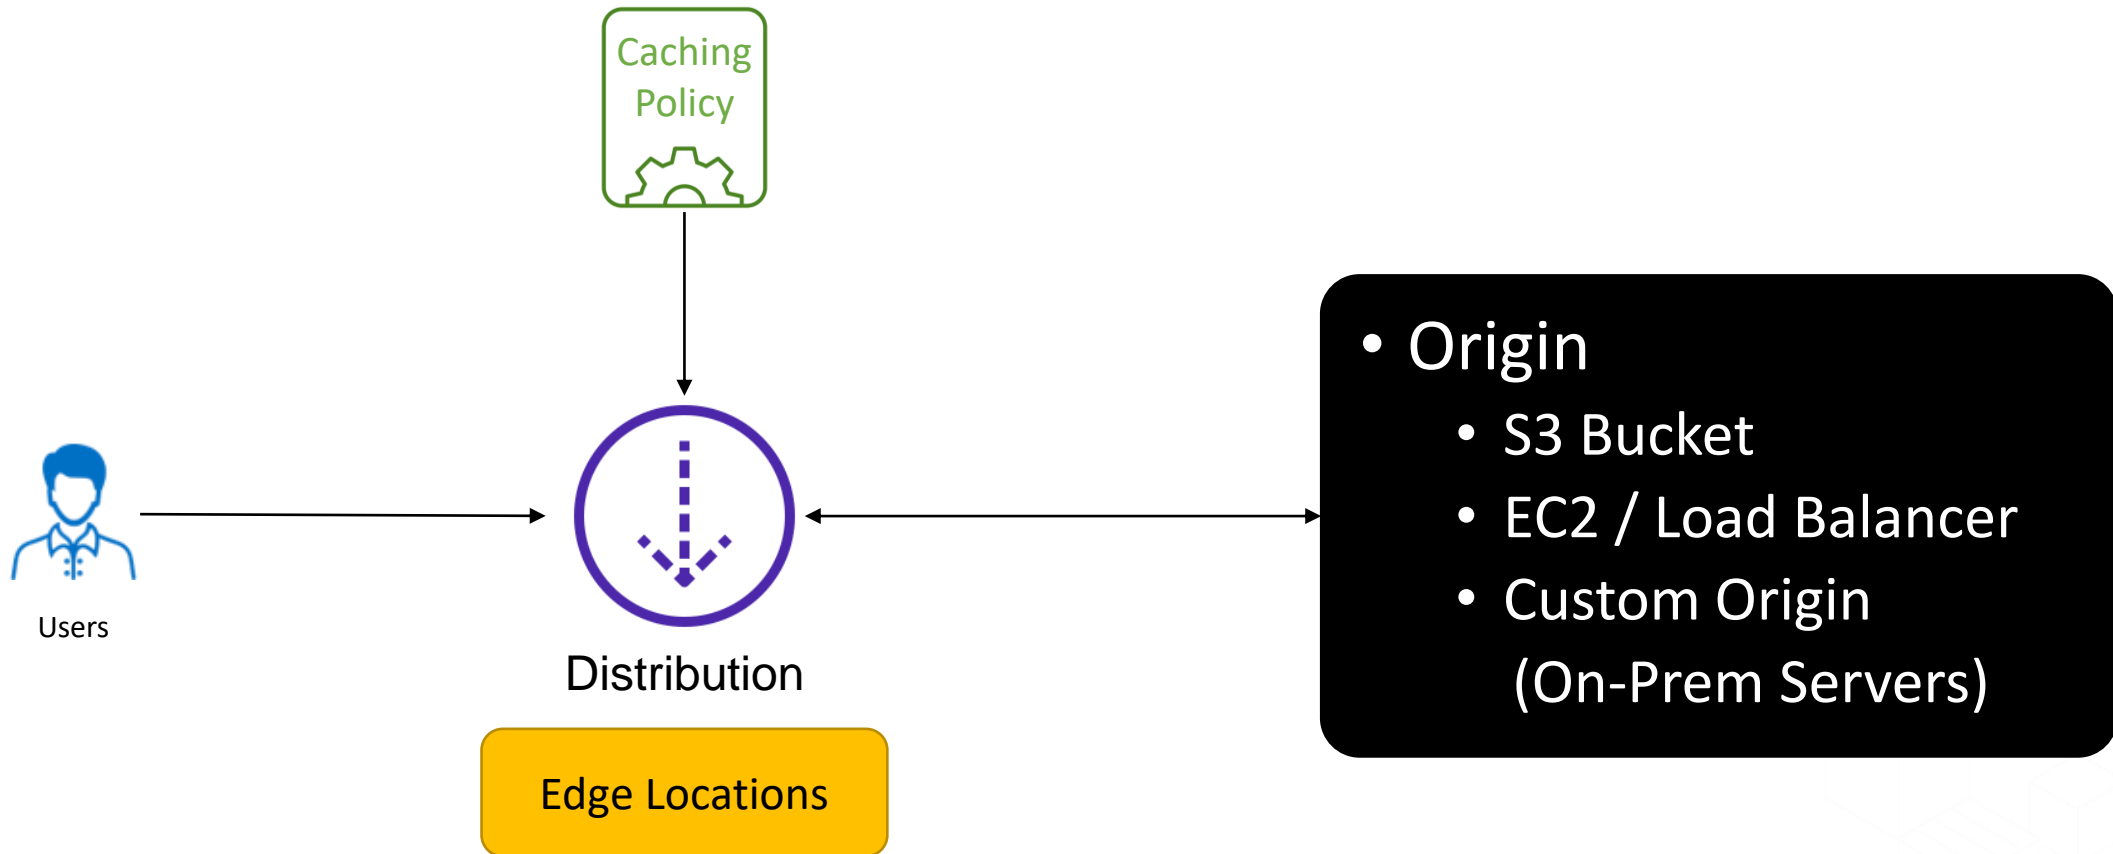 Caching
Policy
Users
Distribution
Edge Locations
• Origin
• S3 Bucket
• EC2 / Load Balancer
• Custom Origin
(On-Prem Servers)